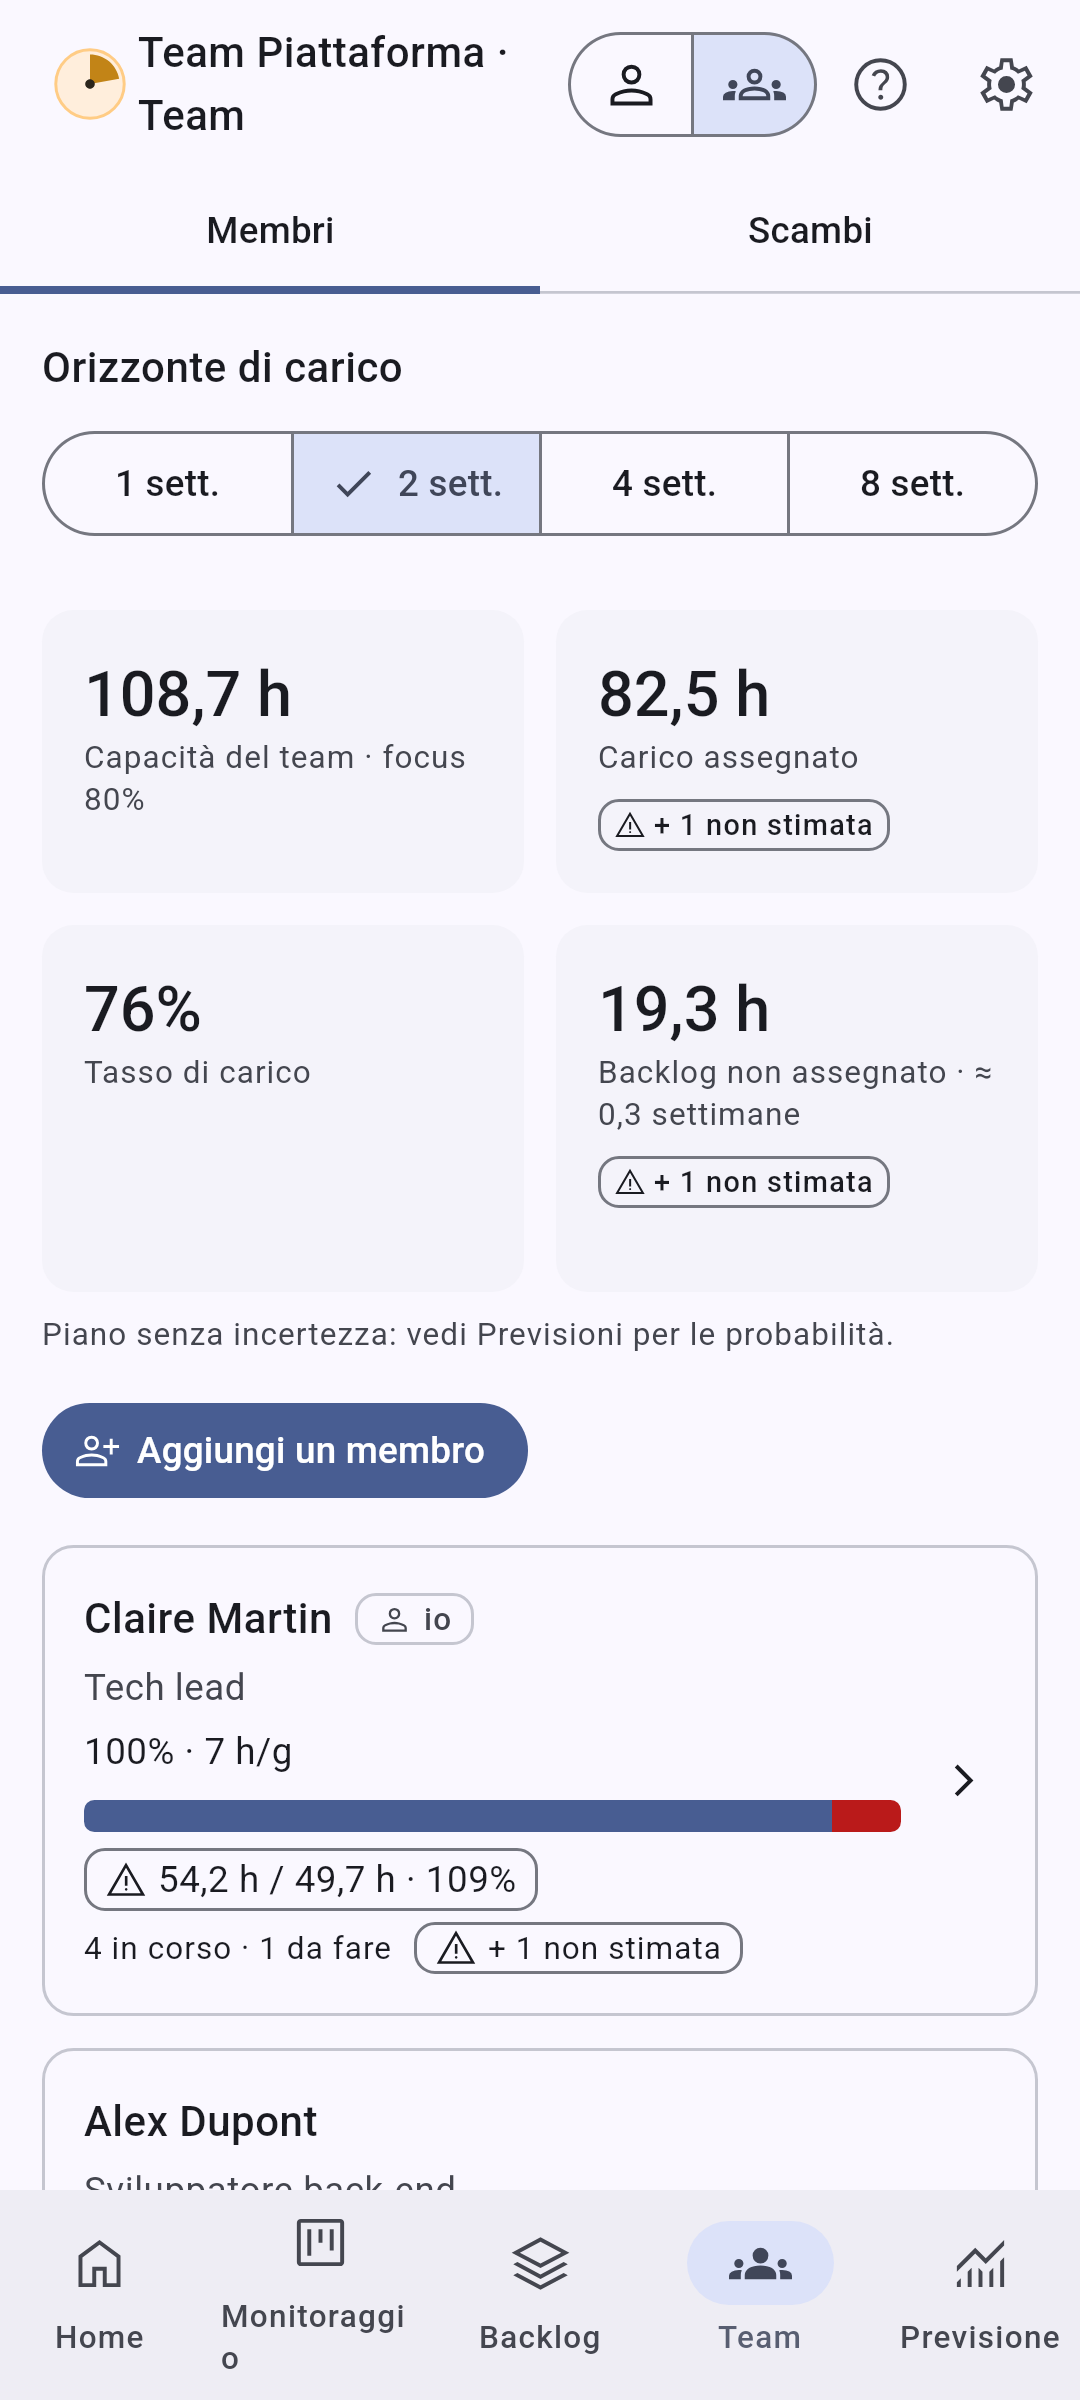 Team Piattaforma ·
Team
Membri
Scambi
Orizzonte di carico
1 sett.
2 sett.
4 sett.
8 sett.
108,7 h
Capacità del team · focus
80%
82,5 h
Carico assegnato
+ 1 non stimata
76%
Tasso di carico
19,3 h
Backlog non assegnato · ≈
0,3 settimane
+ 1 non stimata
Piano senza incertezza: vedi Previsioni per le probabilità.
Aggiungi un membro
Claire Martin
io
Tech lead
100% · 7 h/g
54,2 h / 49,7 h · 109%
4 in corso · 1 da fare
+ 1 non stimata
Alex Dupont
Sviluppatore back-end
Home
Monitoraggi
o
Backlog
Team
Previsione